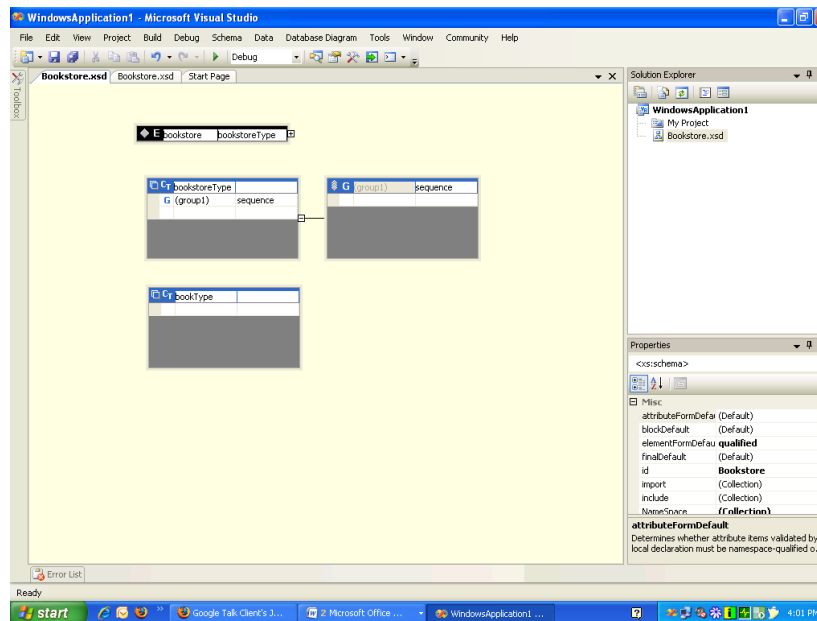 WindowsApplication1 - Microsoft Visual Studio
File Edit View Project Build Debug Schema Data Database Diagram Tools Window Community Help
Debug
Toolbox
Bookstore.xsd Bookstore.xsd Start Page
E bookstore bookstoreType
CT bookstoreType
G (group1) sequence
G (group1) sequence
CT bookType
Solution Explorer
WindowsApplication1
My Project
Bookstore.xsd
Properties
<xs:schema>
Misc
attributeFormDefau (Default)
blockDefault (Default)
elementFormDefau qualified
finalDefault (Default)
id Bookstore
import (Collection)
include (Collection)
NameSpace (Collection)
attributeFormDefault
Determines whether attribute items validated by
local declaration must be namespace-qualified o.
Error List
Ready
start Google Talk Client's J... 2 Microsoft Office ... WindowsApplication1 ... 4:01 PM